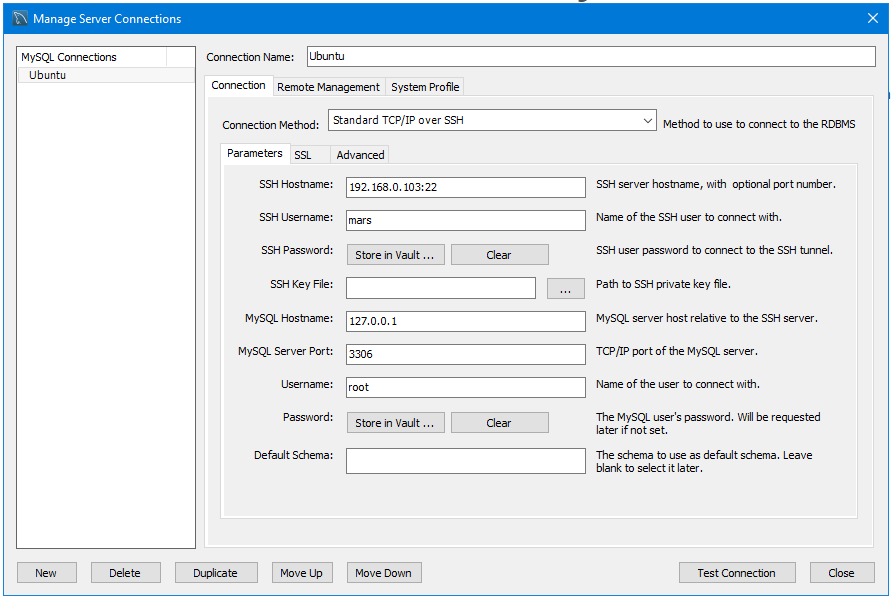 Manage Server Connections
MySQL Connections
Ubuntu
Connection Name: Ubuntu
Connection Remote Management System Profile
Connection Method: Standard TCP/IP over SSH Method to use to connect to the RDBMS
Parameters SSL Advanced
SSH Hostname: 192.168.0.103:22 SSH server hostname, with optional port number.
SSH Username: mars Name of the SSH user to connect with.
SSH Password: Store in Vault ... Clear SSH user password to connect to the SSH tunnel.
SSH Key File: ... Path to SSH private key file.
MySQL Hostname: 127.0.0.1 MySQL server host relative to the SSH server.
MySQL Server Port: 3306 TCP/IP port of the MySQL server.
Username: root Name of the user to connect with.
Password: Store in Vault ... Clear The MySQL user's password. Will be requested
later if not set.
Default Schema: The schema to use as default schema. Leave
blank to select it later.
New Delete Duplicate Move Up Move Down Test Connection Close